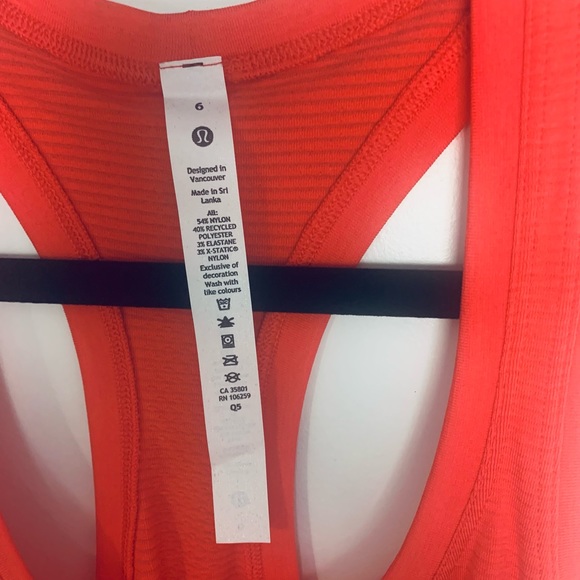 6
Designed in
Vancouver
Made in Sri
Lanka
All:
54% NYLON
40% RECYCLED
POLYESTER
3% ELASTANE
3% X-STATIC®
NYLON
Exclusive of
decoration
Wash with
like colours
CA 35801
RN 106259
Q5